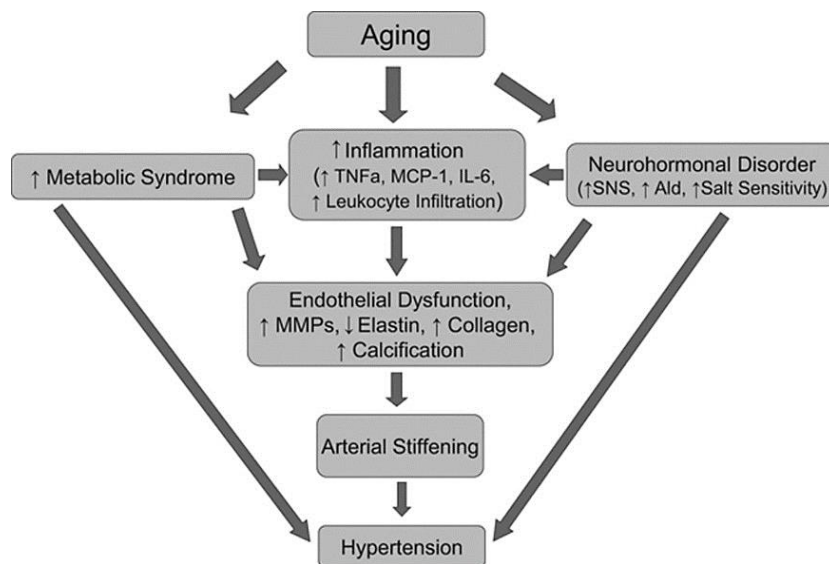 Aging
↑ Inflammation
(↑ TNFa, MCP-1, IL-6,
↑ Leukocyte Infiltration)
↑ Metabolic Syndrome
Neurohormonal Disorder
(↑SNS, ↑ Ald, ↑Salt Sensitivity)
Endothelial Dysfunction,
↑ MMPs, ↓ Elastin, ↑ Collagen,
↑ Calcification
Arterial Stiffening
Hypertension